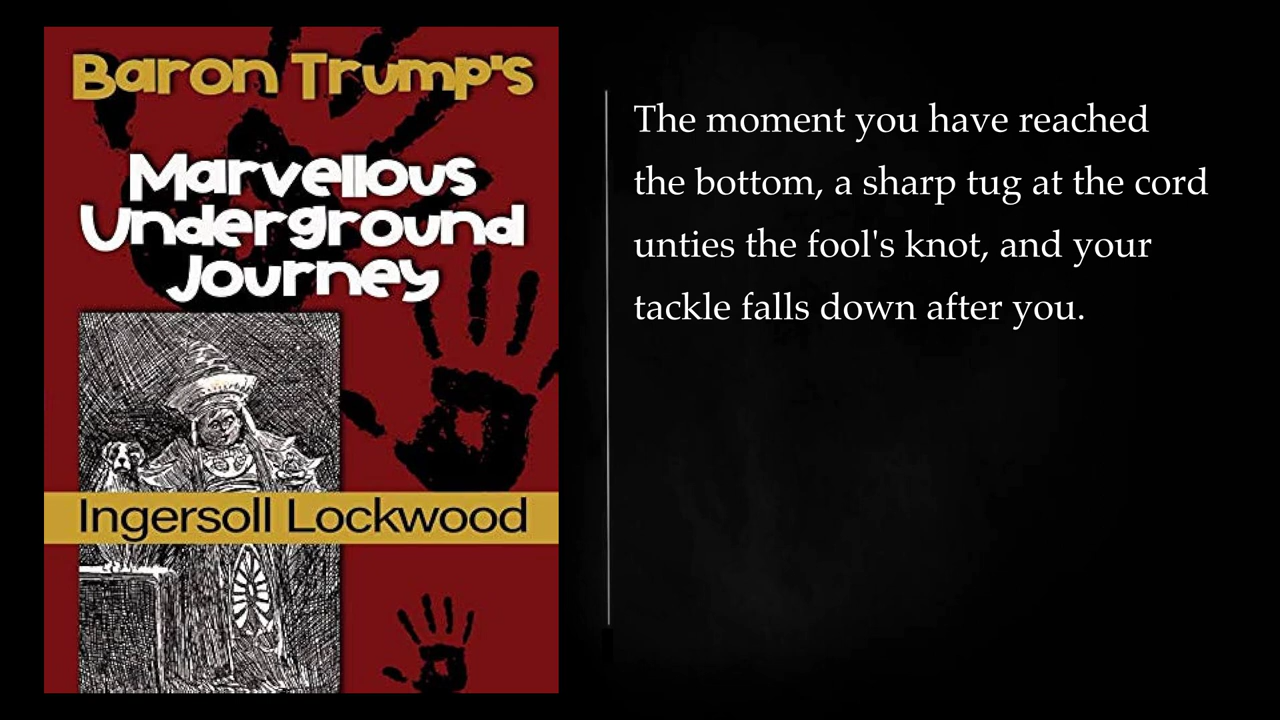 Baron Trump's
Marvellous
Underground
Journey
Ingersoll Lockwood
The moment you have reached
the bottom, a sharp tug at the cord
unties the fool's knot, and your
tackle falls down after you.